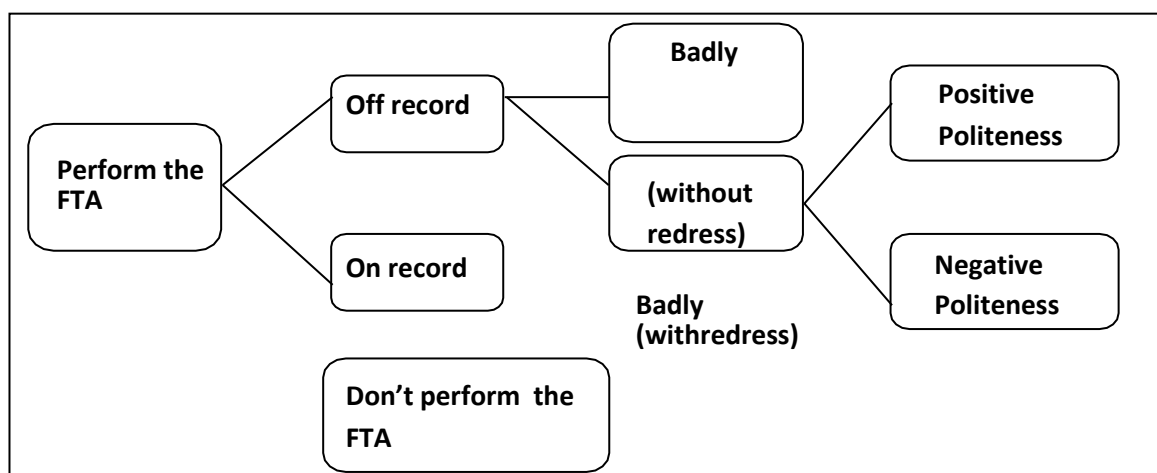 Perform the
FTA
Off record
On record
Don’t perform the
FTA
Badly
(without
redress)
Badly
(withredress)
Positive
Politeness
Negative
Politeness